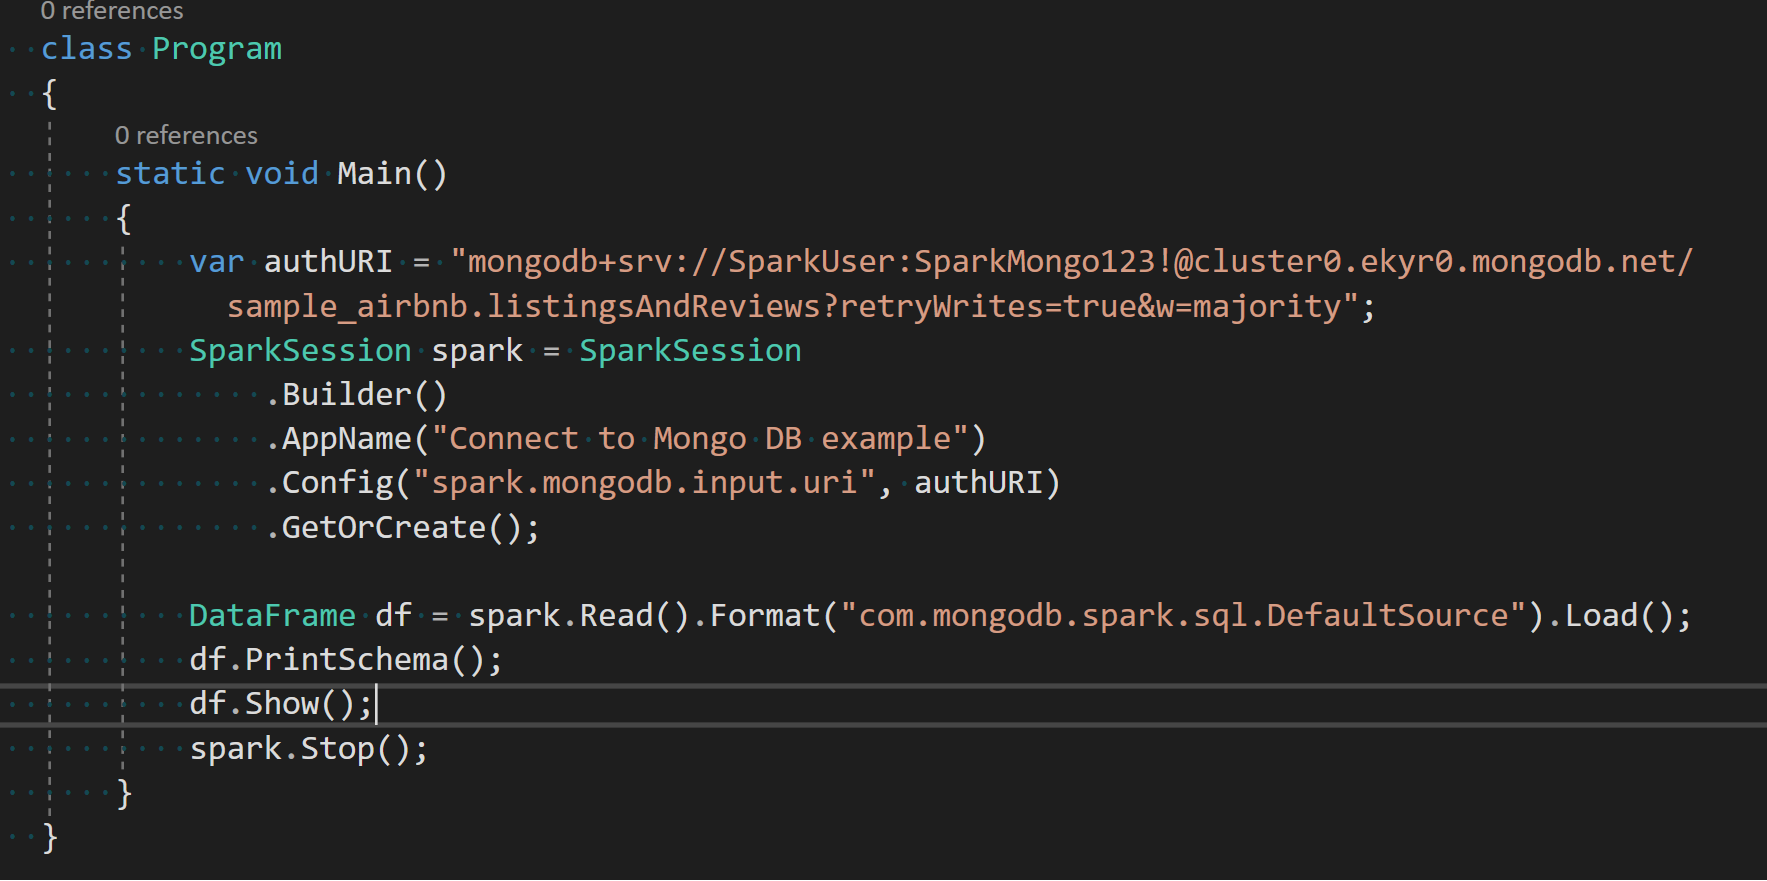 0 references
class Program
{
0 references
static void Main()
{
var authURI = "mongodb+srv://SparkUser:SparkMongo123!@cluster0.ekyr0.mongodb.net/
sample_airbnb.listingsAndReviews?retryWrites=true&w=majority";
SparkSession spark = SparkSession
.Builder()
.AppName("Connect to Mongo DB example")
.Config("spark.mongodb.input.uri", authURI)
.GetOrCreate();
DataFrame df = spark.Read().Format("com.mongodb.spark.sql.DefaultSource").Load();
df.PrintSchema();
df.Show();
spark.Stop();
}
}